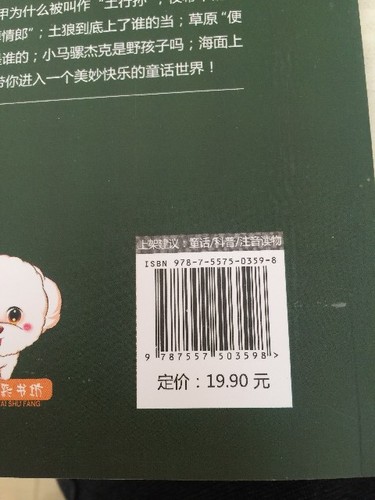 甲为什么被叫作“土行孙”；
情郎；土狼到底上了谁的当；草原“便
是谁的；小马骡杰克是野孩子吗；海面上
带你进入一个美妙快乐的童话世界！
上架建议：童话/科普/注音读物
ISBN 978-7-5575-0359-8
9 787557 503598 >
定价：19.90 元
AI SHU FANG